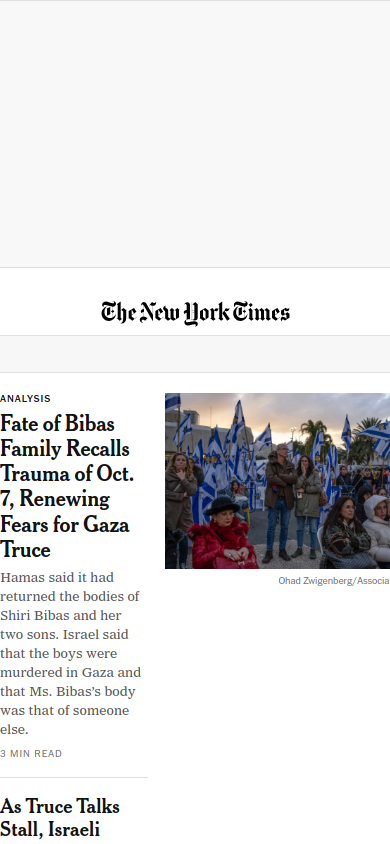 The New York Times
ANALYSIS
Fate of Bibas
Family Recalls
Trauma of Oct.
7, Renewing
Fears for Gaza
Truce
Hamas said it had
returned the bodies of
Shiri Bibas and her
two sons. Israel said
that the boys were
murdered in Gaza and
that Ms. Bibas’s body
was that of someone
else.
3 MIN READ
Ohad Zwigenberg/Associa
As Truce Talks
Stall, Israeli